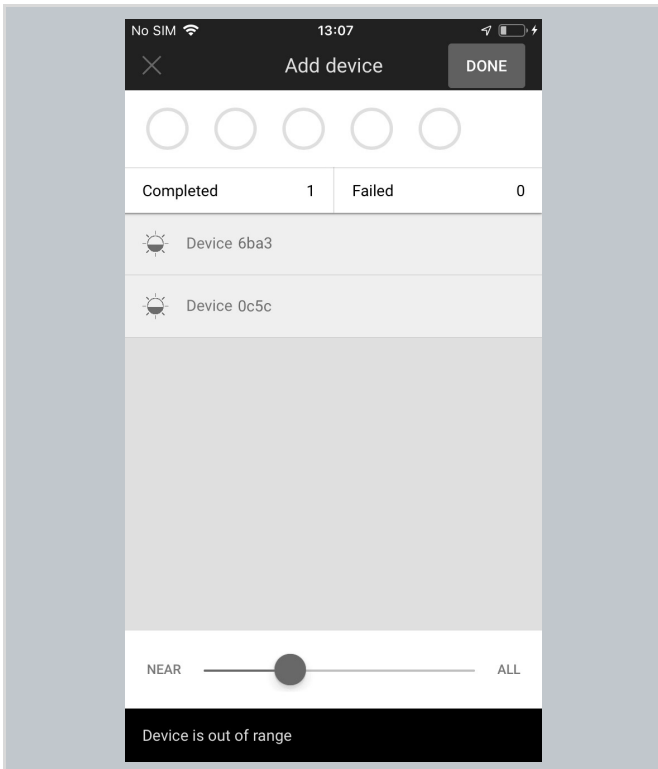 No SIM 13:07
Add device DONE
Completed 1 Failed 0
Device 6ba3
Device 0c5c
NEAR ALL
Device is out of range